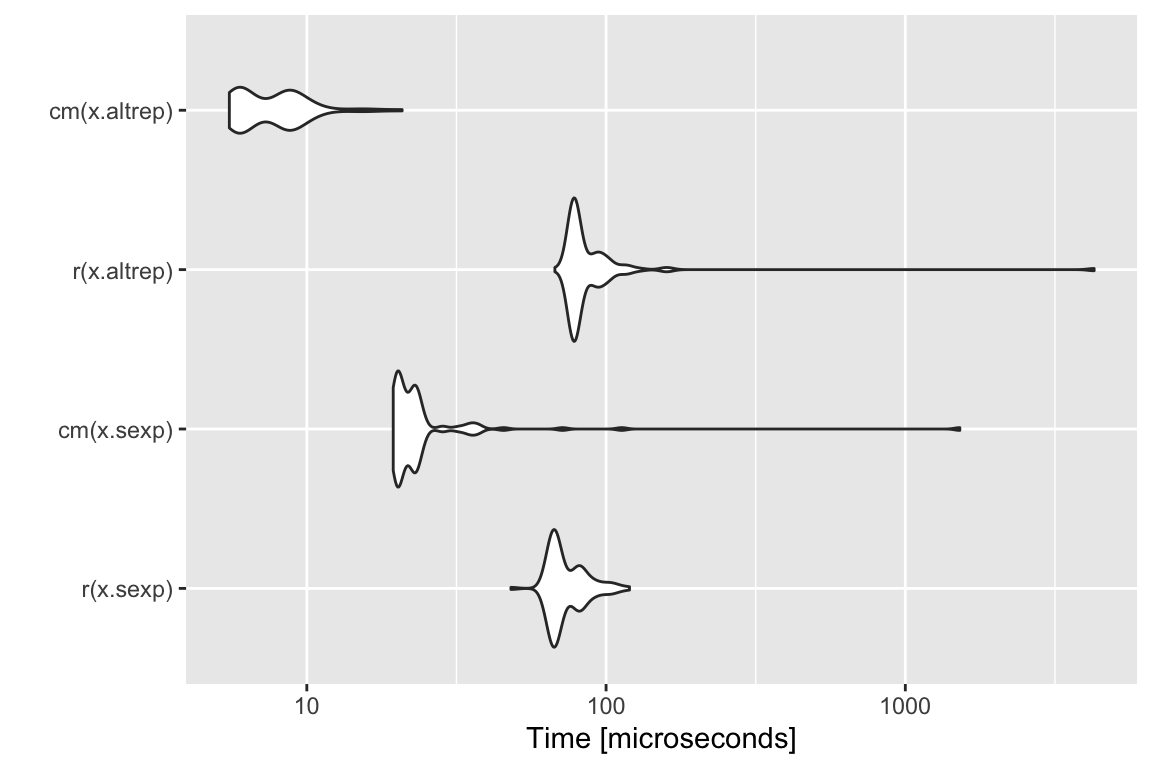 cm(x.altrep)
r(x.altrep)
cm(x.sexp)
r(x.sexp)
10 100 1000
Time [microseconds]